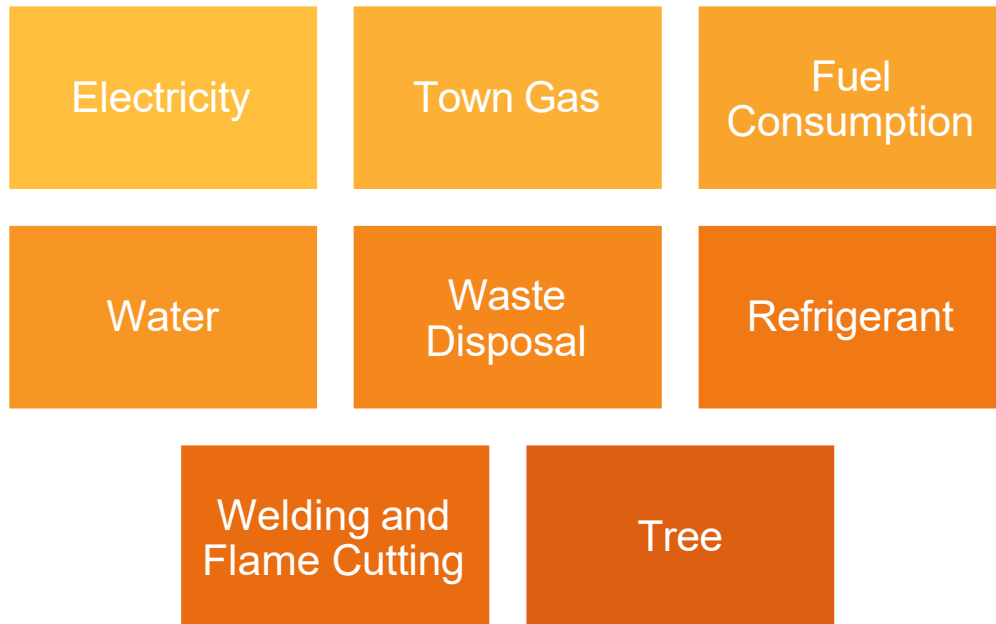 Electricity
Town Gas
Fuel
Consumption
Water
Waste
Disposal
Refrigerant
Welding and
Flame Cutting
Tree